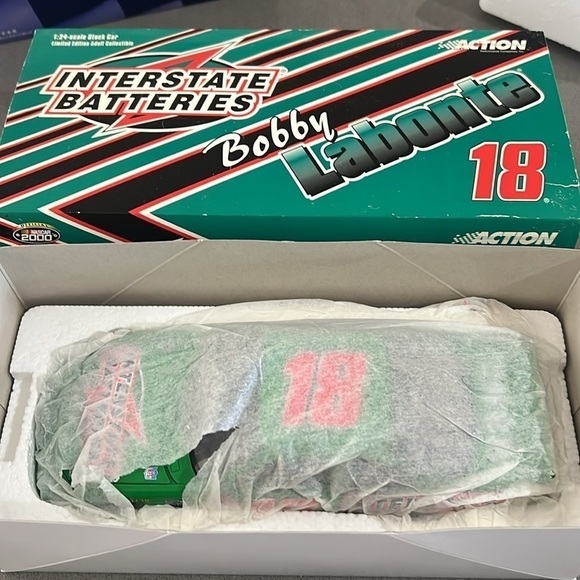 1:24-scale Stock Car
Limited Edition Adult Collectible
ACTION
INTERSTATE
BATTERIES
Bobby
Labonte
18
NASCAR
2000
ACTION
18